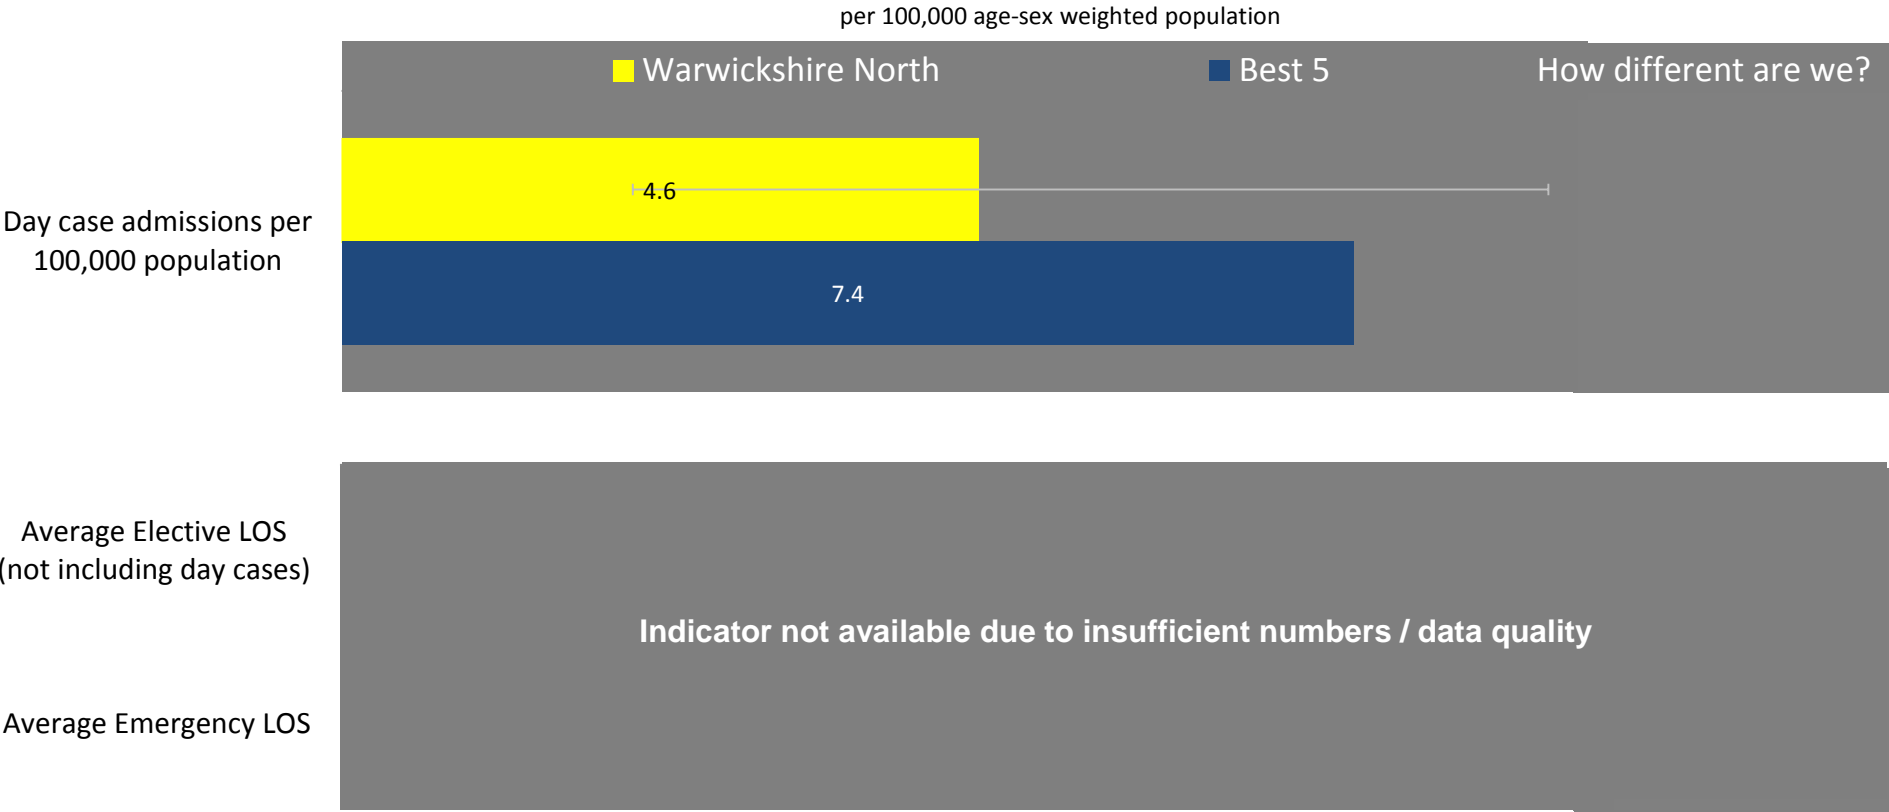 per 100,000 age-sex weighted population
Warwickshire North
Best 5
How different are we?
Day case admissions per
100,000 population
4.6
7.4
Average Elective LOS
(not including day cases)
Indicator not available due to insufficient numbers / data quality
Average Emergency LOS